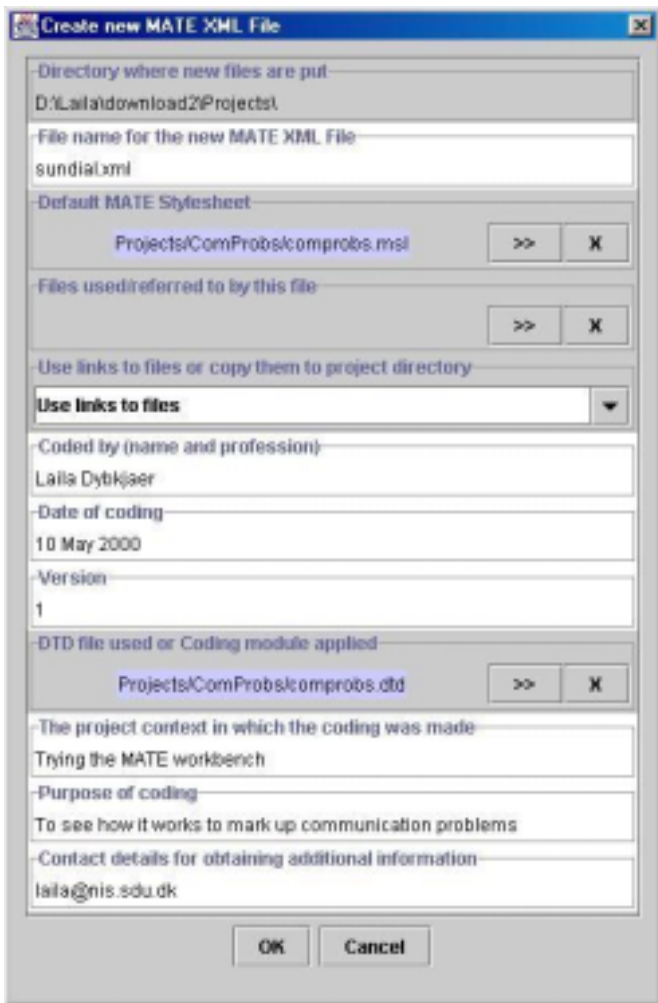 Create new MATE XML File
Directory where new files are put
D:\Laila\download2\Projects\
File name for the new MATE XML File
sundial.xml
Default MATE Stylesheet
Projects/ComProbs/comprobs.msl >> X
Files used/referred to by this file
>> X
Use links to files or copy them to project directory
Use links to files
Coded by (name and profession)
Laila Dybkjaer
Date of coding
10 May 2000
Version
1
DTD file used or Coding module applied
Projects/ComProbs/comprobs.dtd >> X
The project context in which the coding was made
Trying the MATE workbench
Purpose of coding
To see how it works to mark up communication problems
Contact details for obtaining additional information
laila@nis.sdu.dk
OK Cancel